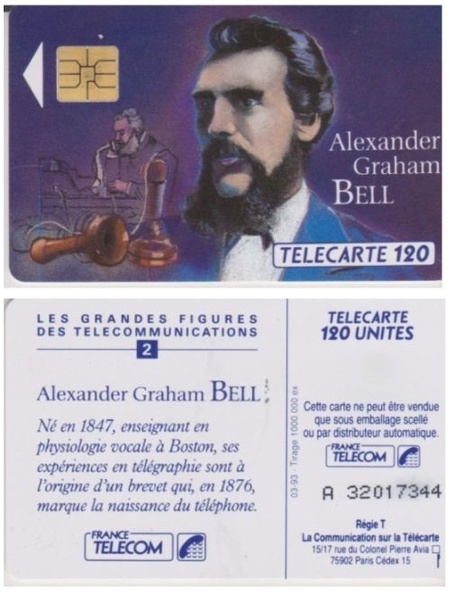 Alexander
Graham
BELL
TELECARTE 120
LES GRANDES FIGURES
DES TELECOMMUNICATIONS
2
Alexander Graham BELL
Né en 1847, enseignant en
physiologie vocale à Boston, ses
expériences en télégraphie sont à
l'origine d'un brevet qui, en 1876,
marque la naissance du téléphone.
FRANCE
TELECOM
03-93 - Tirage 1000 000 ex
TELECARTE
120 UNITES
Cette carte ne peut être vendue
que sous emballage scellé
ou par distributeur automatique.
FRANCE
TELECOM
A 32017344
Régie T
La Communication sur la Télécarte
15/17 rue du Colonel Pierre Avia
75902 Paris Cédex 15